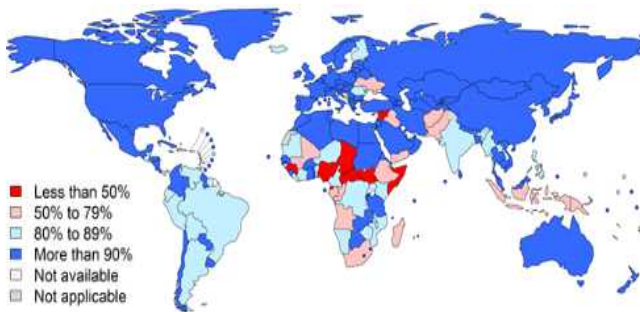 Less than 50%
50% to 79%
80% to 89%
More than 90%
Not available
Not applicable